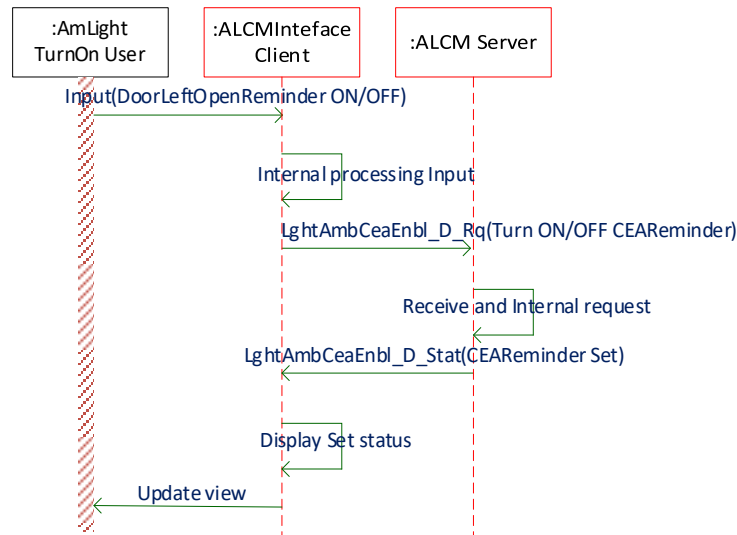 :AmLight
TurnOn User
:ALCMInteface
Client
:ALCM Server
Input(DoorLeftOpenReminder ON/OFF)
Internal processing Input
LghtAmbCeaEnbl_D_Rq(Turn ON/OFF CEAReminder)
Receive and Internal request
LghtAmbCeaEnbl_D_Stat(CEAReminder Set)
Display Set status
Update view